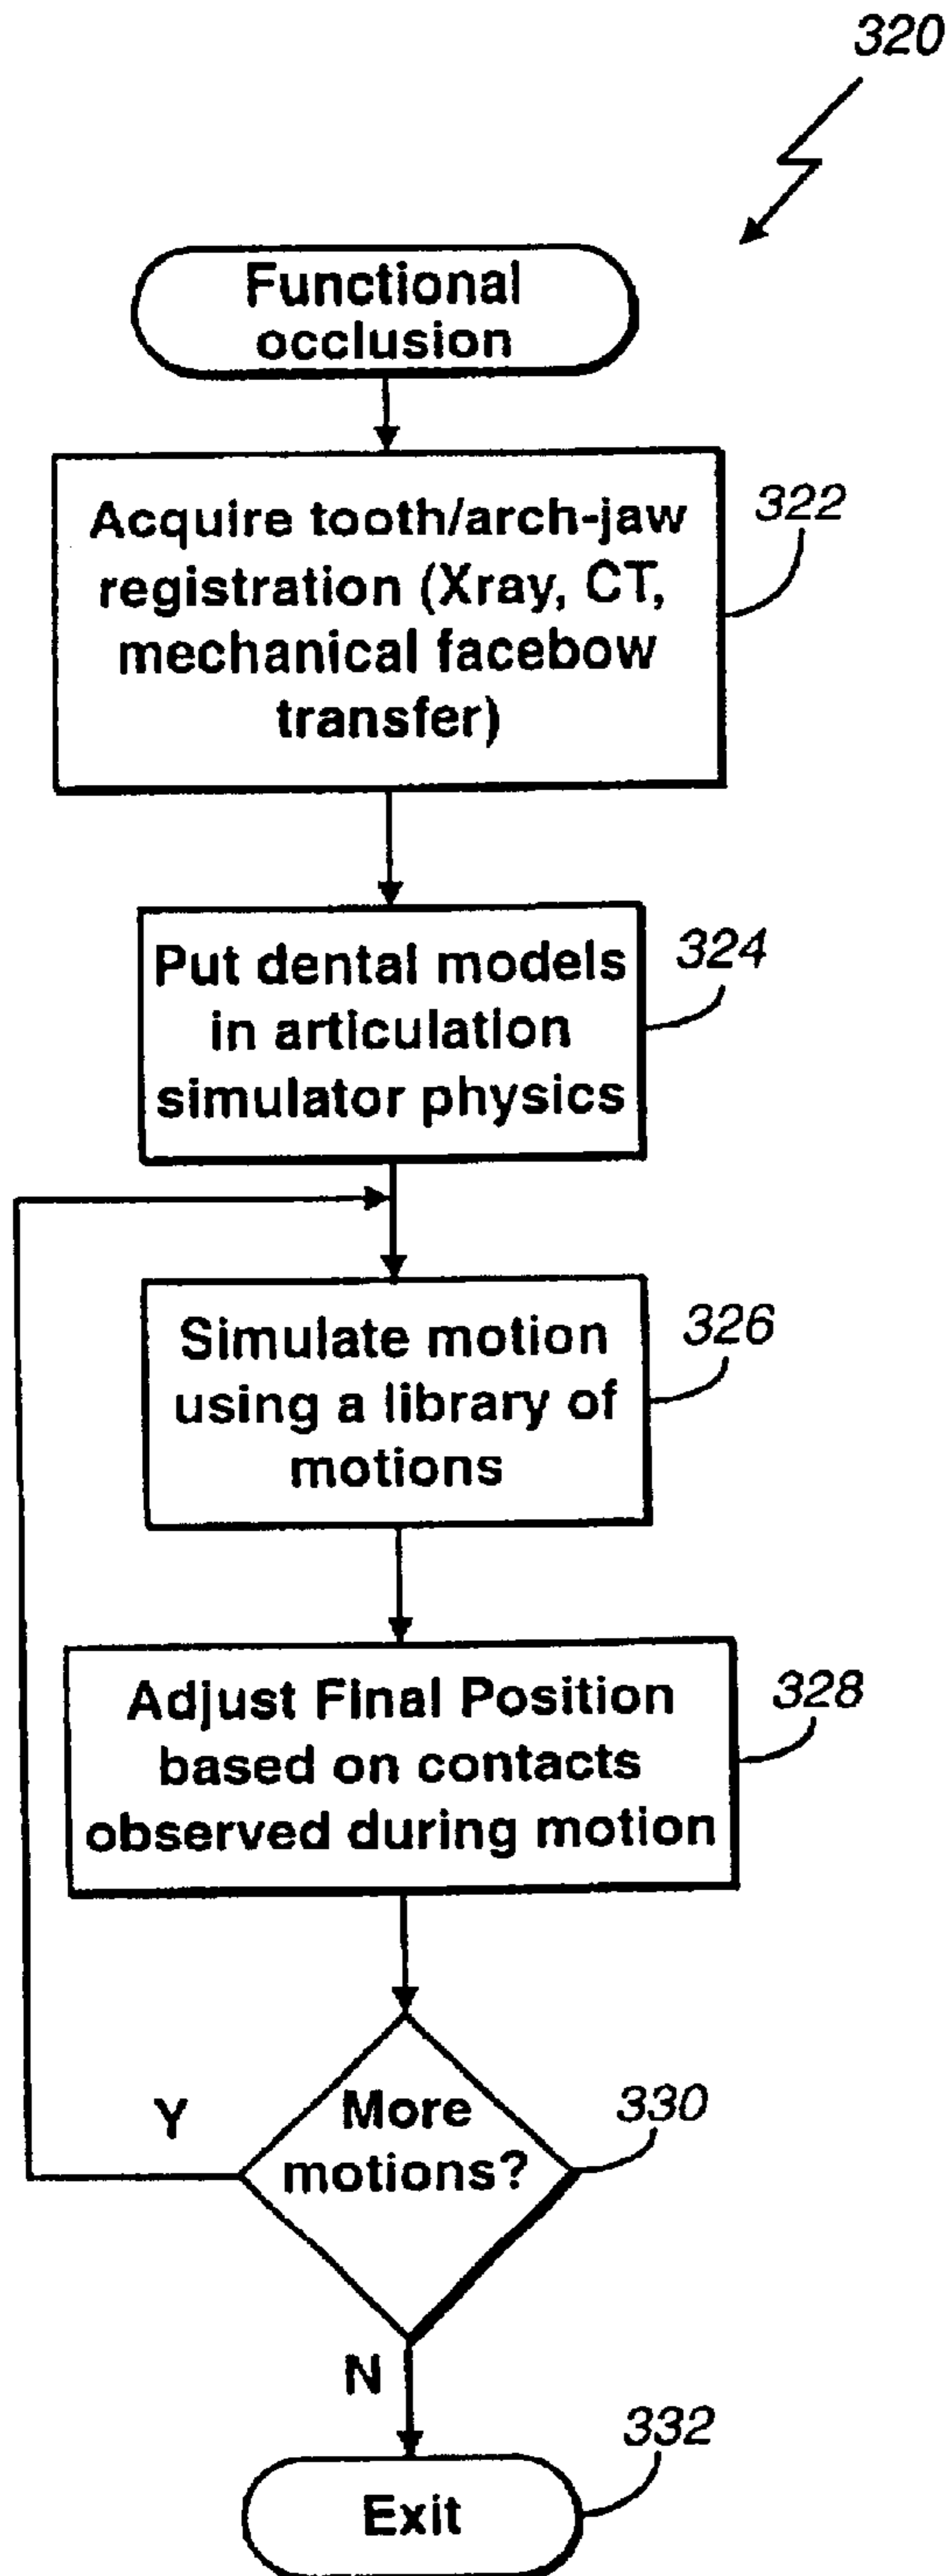 320
Functional
occlusion
Acquire tooth/arch-jaw
registration (Xray, CT,
mechanical facebow
transfer)
322
Put dental models
in articulation
simulator physics
324
Simulate motion
using a library of
motions
326
Adjust Final Position
based on contacts
observed during motion
328
Y
More
motions?
330
N
Exit
332